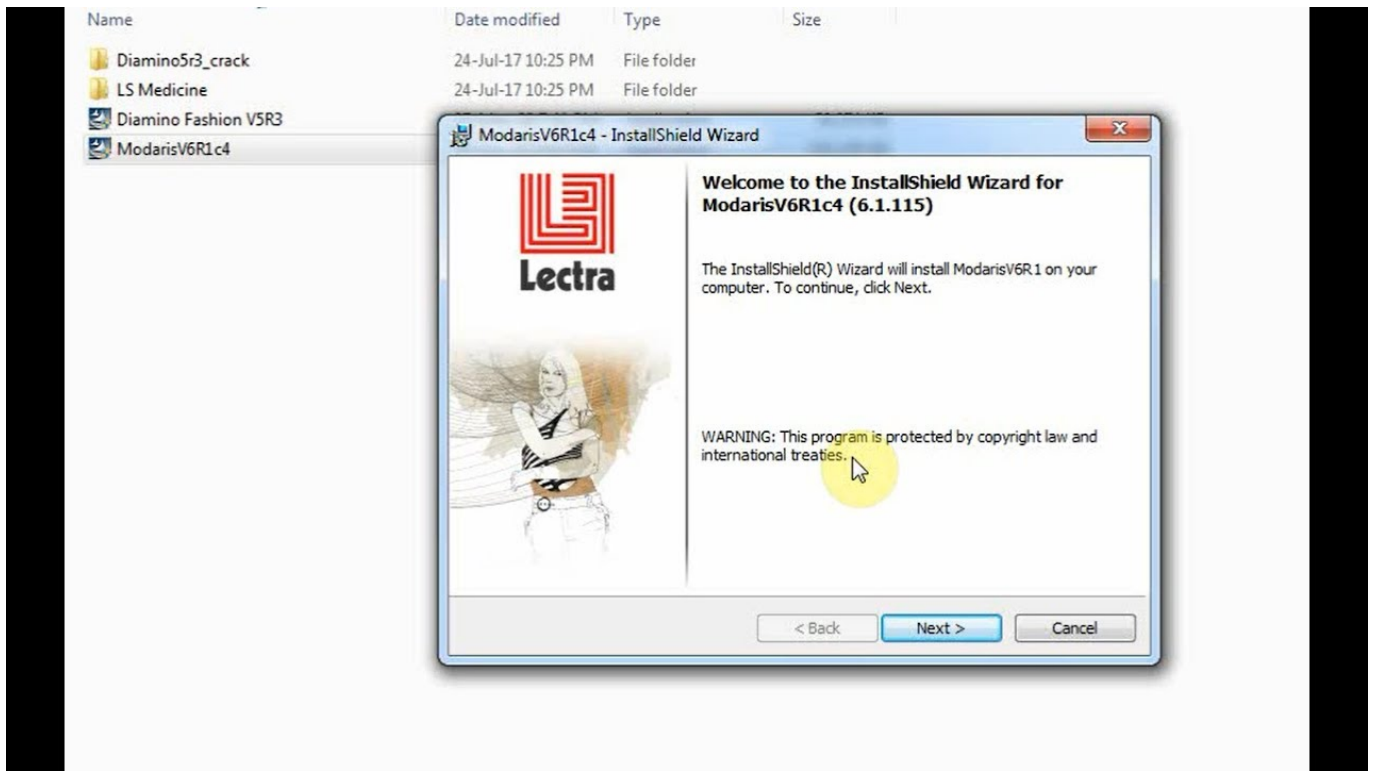 Name Date modified Type Size
Diamino5r3_crack 24-Jul-17 10:25 PM File folder
LS Medicine 24-Jul-17 10:25 PM File folder
Diamino Fashion V5R3
ModarisV6R1c4
ModarisV6R1c4 - InstallShield Wizard
Lectra
Welcome to the InstallShield Wizard for
ModarisV6R1c4 (6.1.115)
The InstallShield(R) Wizard will install ModarisV6R1 on your
computer. To continue, click Next.
WARNING: This program is protected by copyright law and
international treaties.
< Back Next > Cancel